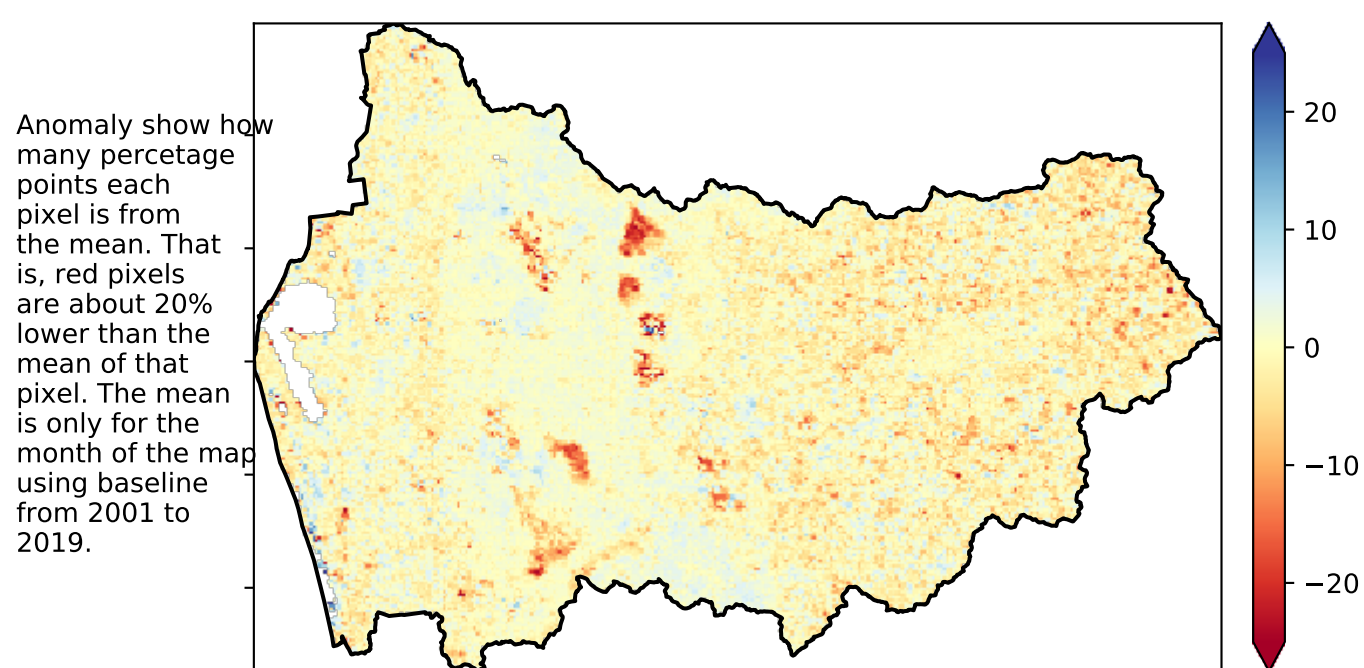 Anomaly show how
many percetage
points each
pixel is from
the mean. That
is, red pixels
are about 20%
lower than the
mean of that
pixel. The mean
is only for the
month of the map
using baseline
from 2001 to
2019.
20
10
0
−10
−20